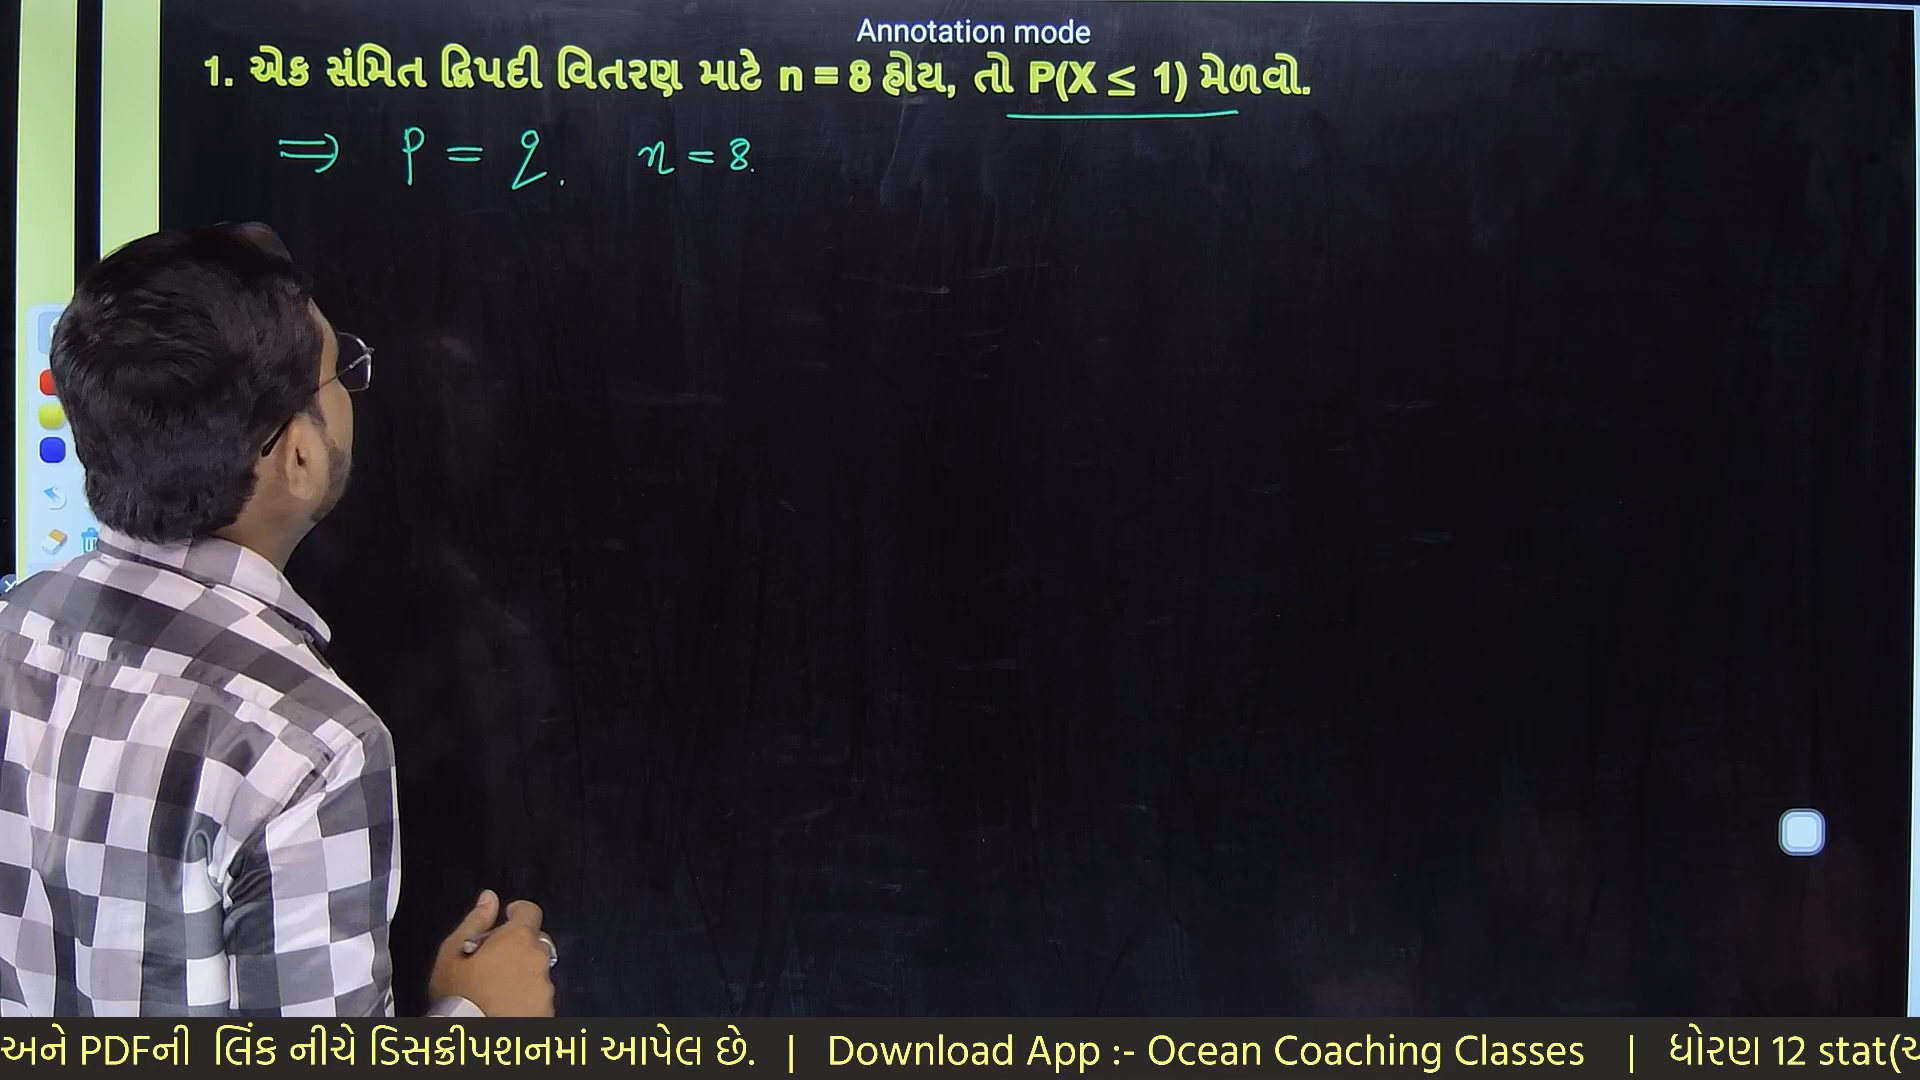 Annotation mode
1. એક સંમિત દ્વિપદી વિતરણ માટે n = 8 હોય, તો P(X ≤ 1) મેળવો.
⇒ p = q. n = 8.
અને PDFની લિંક નીચે ડિસક્રીપશનમાં આપેલ છે. | Download App :- Ocean Coaching Classes | ધોરણ 12 stat(